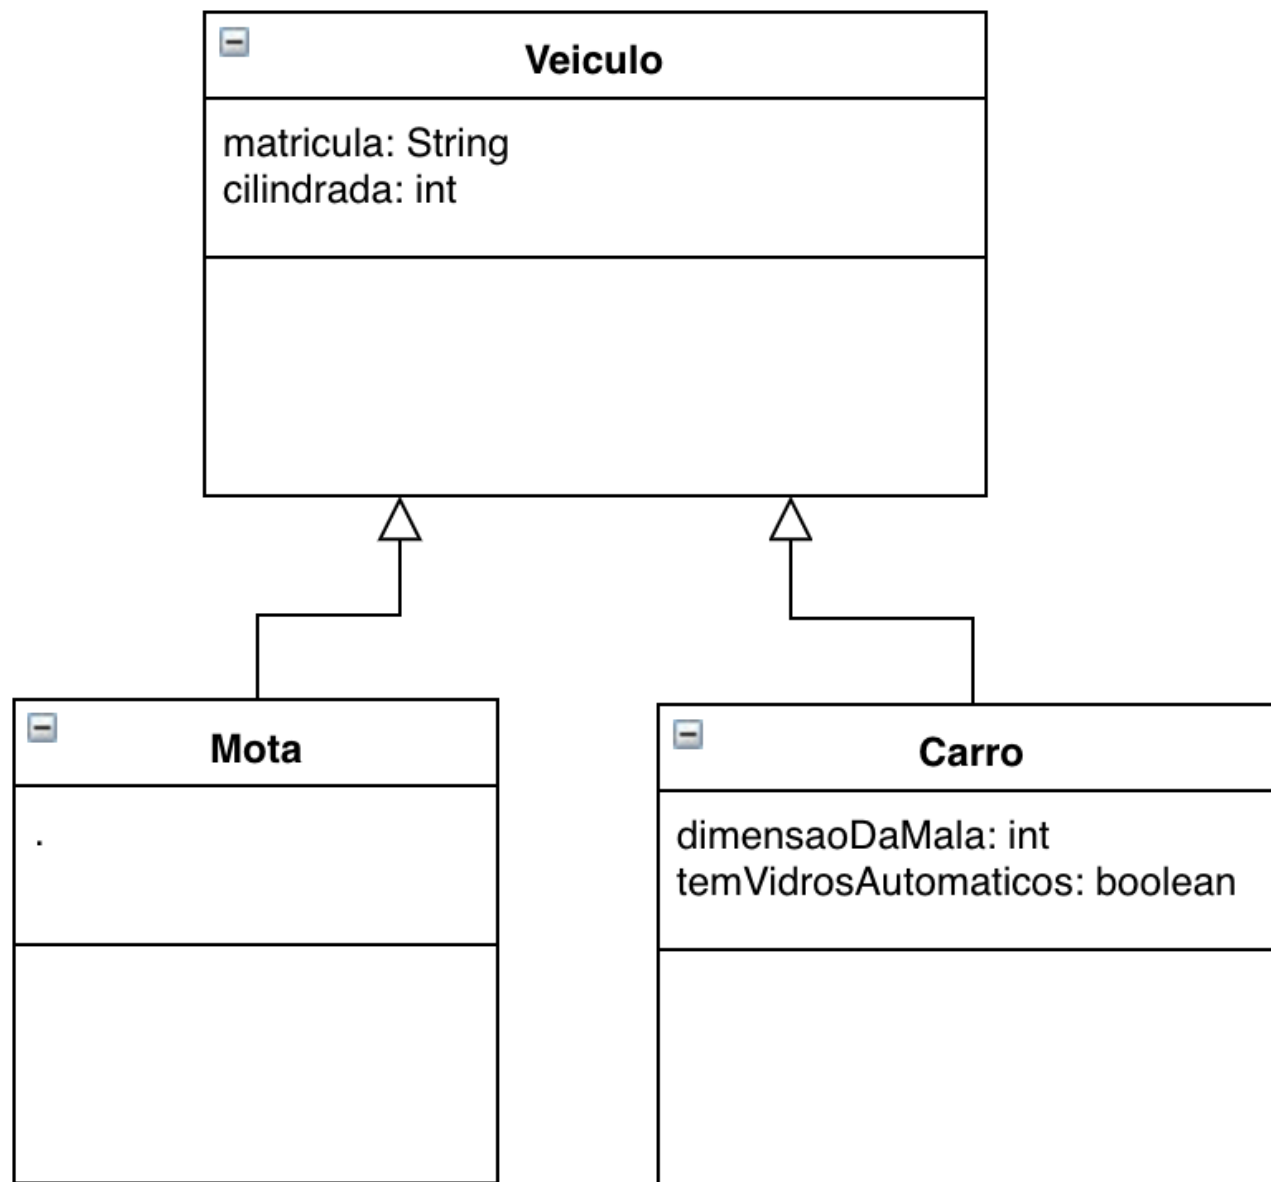 Veiculo
matricula: String
cilindrada: int
Mota
.
Carro
dimensaoDaMala: int
temVidrosAutomaticos: boolean